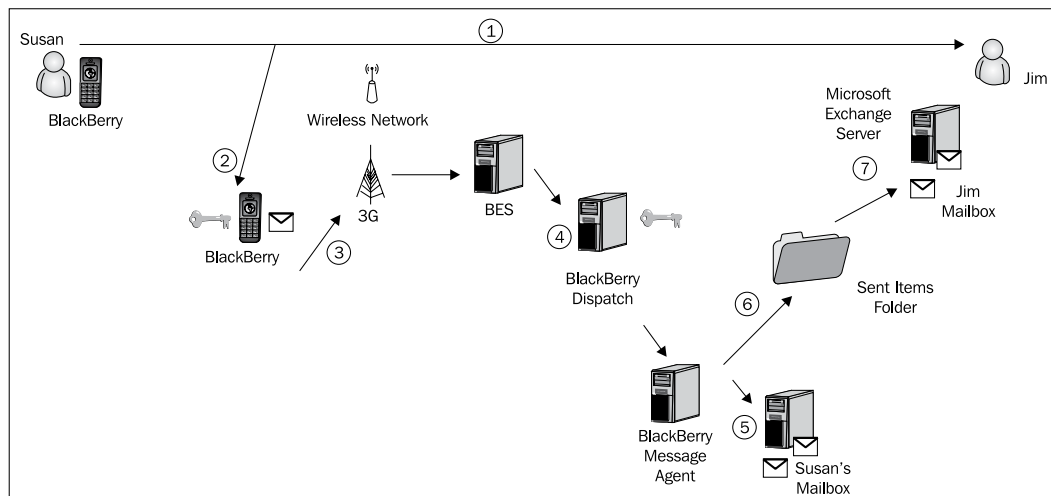 1
Susan
BlackBerry
Jim
Wireless Network
Microsoft
Exchange
Server
7
Jim
Mailbox
2
3G
BlackBerry
3
BES
4
BlackBerry
Dispatch
Sent Items
Folder
6
BlackBerry
Message
Agent
5
Susan's
Mailbox